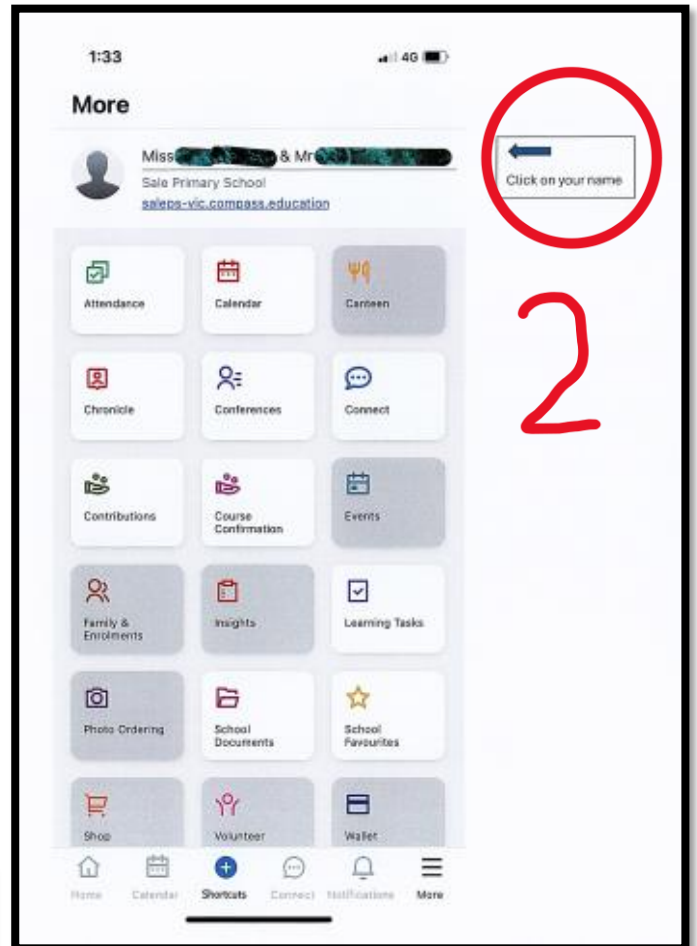 1:33
4G
More
Miss & Mr
Sale Primary School
saleps-vic.compass.education
Click on your name
2
Attendance
Calendar
Canteen
Chronicle
Conferences
Connect
Contributions
Course
Confirmation
Events
Family &
Enrolments
Insights
Learning Tasks
Photo Ordering
School
Documents
School
Favourites
Shop
Volunteer
Wallet
Home
Calendar
Shortcuts
Connect
Notifications
More